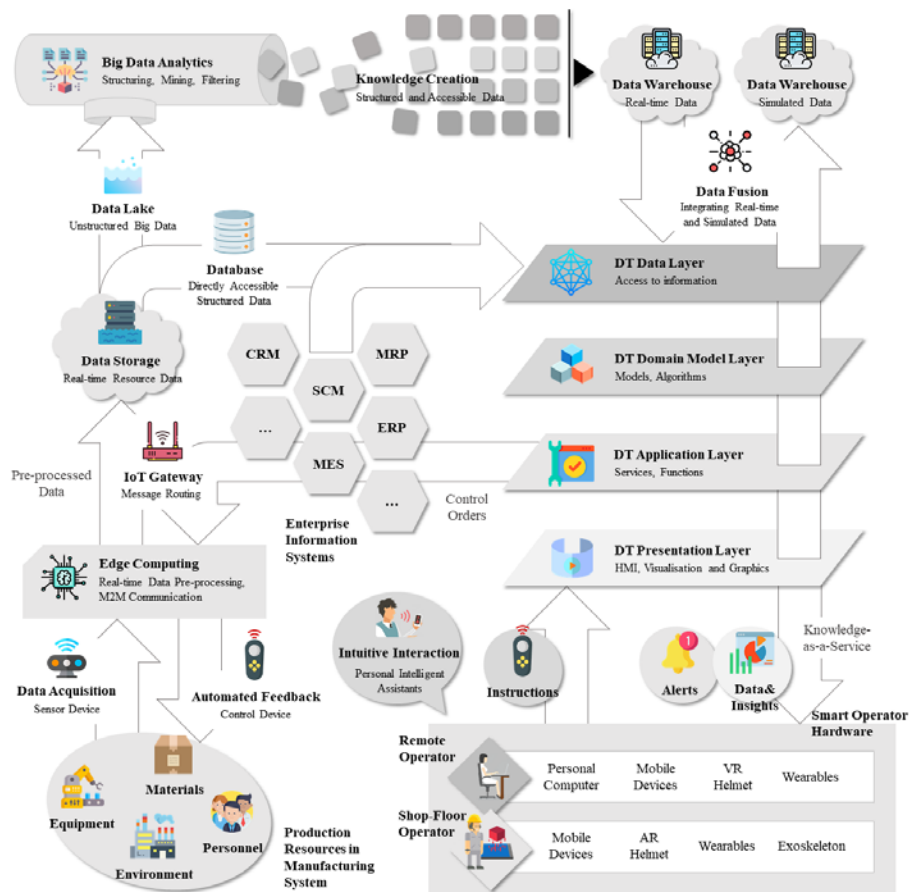 Big Data Analytics
Structuring, Mining, Filtering
Knowledge Creation
Structured and Accessible Data
Data Warehouse
Real-time Data
Data Warehouse
Simulated Data
Data Fusion
Integrating Real-time
and Simulated Data
Data Lake
Unstructured Big Data
Database
Directly Accessible
Structured Data
DT Data Layer
Access to information
Data Storage
Real-time Resource Data
CRM
MRP
SCM
...
ERP
MES
...
DT Domain Model Layer
Models, Algorithms
Pre-processed
Data
IoT Gateway
Message Routing
Enterprise
Information
Systems
Control
Orders
DT Application Layer
Services, Functions
Edge Computing
Real-time Data Pre-processing,
M2M Communication
DT Presentation Layer
HMI, Visualisation and Graphics
Data Acquisition
Sensor Device
Automated Feedback
Control Device
Intuitive Interaction
Personal Intelligent
Assistants
Instructions
1
Alerts
Data&
Insights
Knowledge-
as-a-Service
Smart Operator
Hardware
Materials
Equipment
Personnel
Environment
Production
Resources in
Manufacturing
System
Remote
Operator
Personal
Computer
Mobile
Devices
VR
Helmet
Wearables
Shop-Floor
Operator
Mobile
Devices
AR
Helmet
Wearables
Exoskeleton